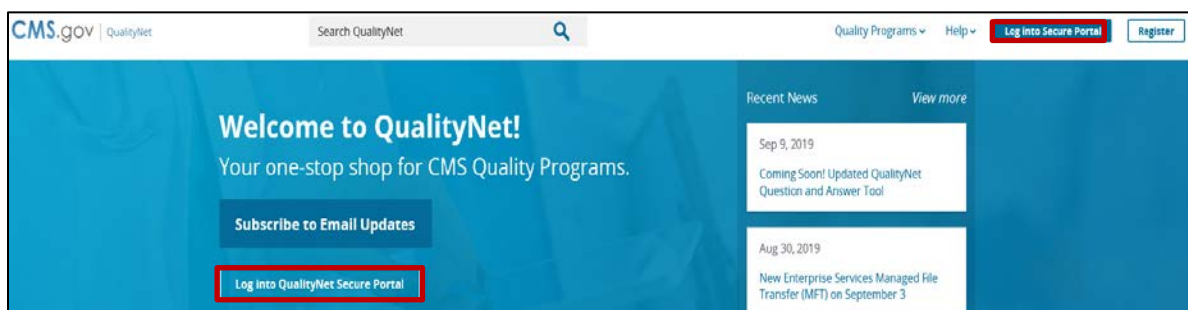 CMS.gov | QualityNet
Search QualityNet
Quality Programs
Help
Log into Secure Portal
Register
Welcome to QualityNet!
Your one-stop shop for CMS Quality Programs.
Subscribe to Email Updates
Log into QualityNet Secure Portal
Recent News
View more
Sep 9, 2019
Coming Soon! Updated QualityNet
Question and Answer Tool
Aug 30, 2019
New Enterprise Services Managed File
Transfer (MFT) on September 3